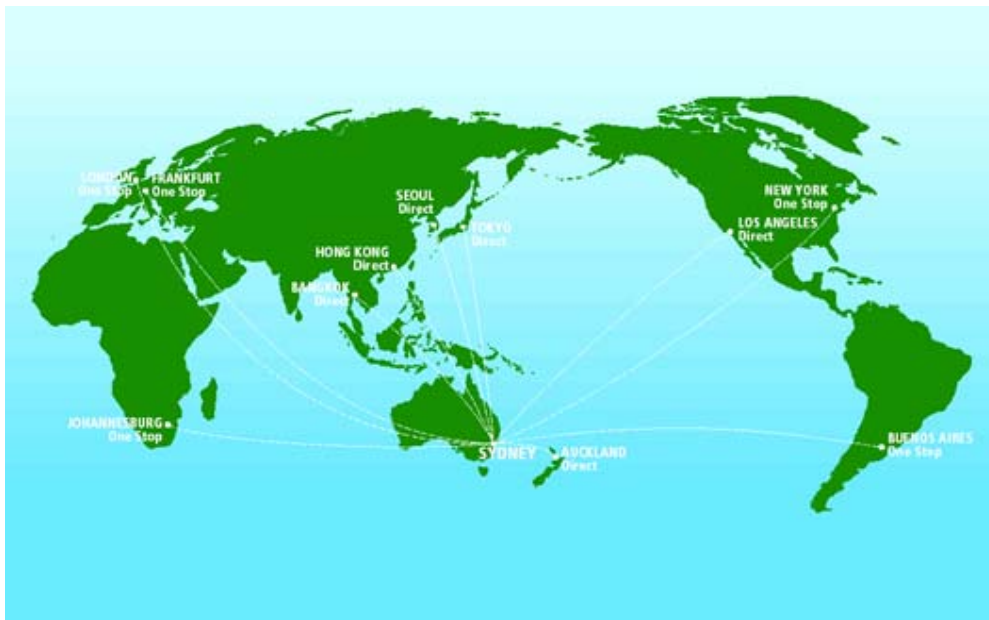 LONDON
One Stop
FRANKFURT
One Stop
SEOUL
Direct
TOKYO
Direct
HONG KONG
Direct
BANGKOK
Direct
NEW YORK
One Stop
LOS ANGELES
Direct
JOHANNESBURG
One Stop
SYDNEY
AUCKLAND
Direct
BUENOS AIRES
One Stop